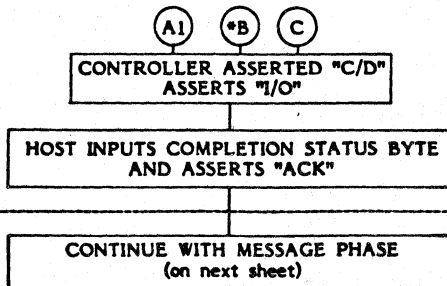 A1 *B C
CONTROLLER ASSERTED "C/D"
ASSERTS "I/O"
HOST INPUTS COMPLETION STATUS BYTE
AND ASSERTS "ACK"
CONTINUE WITH MESSAGE PHASE
(on next sheet)